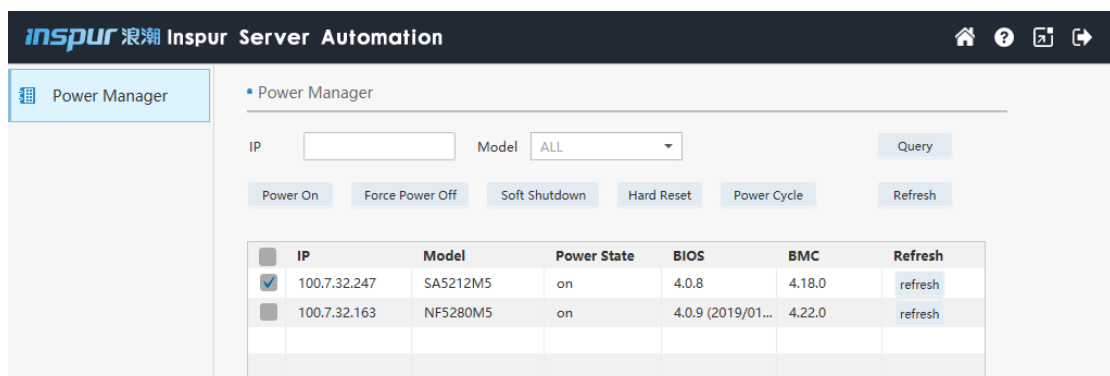 inspur 浪潮 Inspur Server Automation
Power Manager
Power Manager
IP Model ALL Query
Power On Force Power Off Soft Shutdown Hard Reset Power Cycle Refresh
IP Model Power State BIOS BMC Refresh
100.7.32.247 SA5212M5 on 4.0.8 4.18.0 refresh
100.7.32.163 NF5280M5 on 4.0.9 (2019/01... 4.22.0 refresh